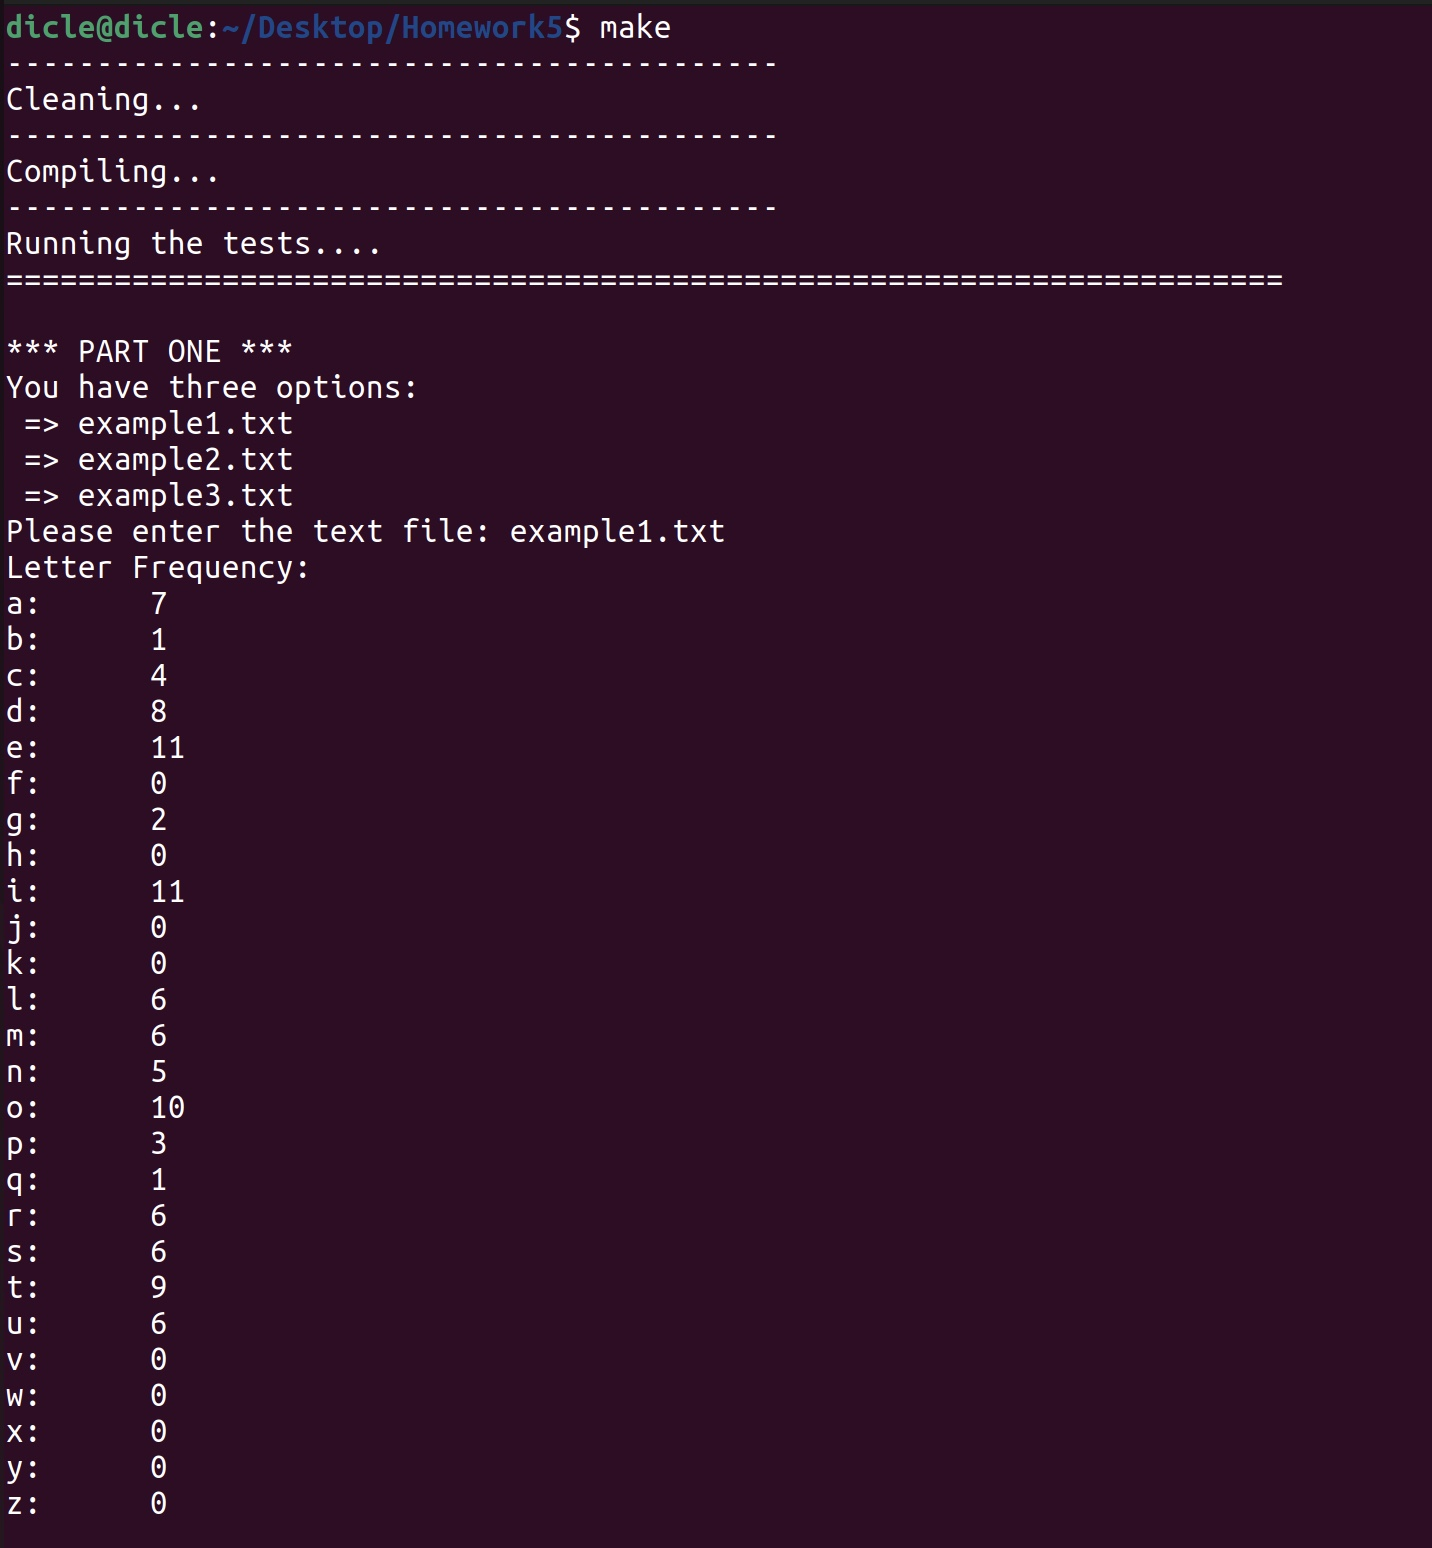 dicle@dicle:~/Desktop/Homework5$ make
-------------------------------------------
Cleaning...
-------------------------------------------
Compiling...
-------------------------------------------
Running the tests....
=======================================================================
*** PART ONE ***
You have three options:
 => example1.txt
 => example2.txt
 => example3.txt
Please enter the text file: example1.txt
Letter Frequency:
a:      7
b:      1
c:      4
d:      8
e:      11
f:      0
g:      2
h:      0
i:      11
j:      0
k:      0
l:      6
m:      6
n:      5
o:      10
p:      3
q:      1
r:      6
s:      6
t:      9
u:      6
v:      0
w:      0
x:      0
y:      0
z:      0